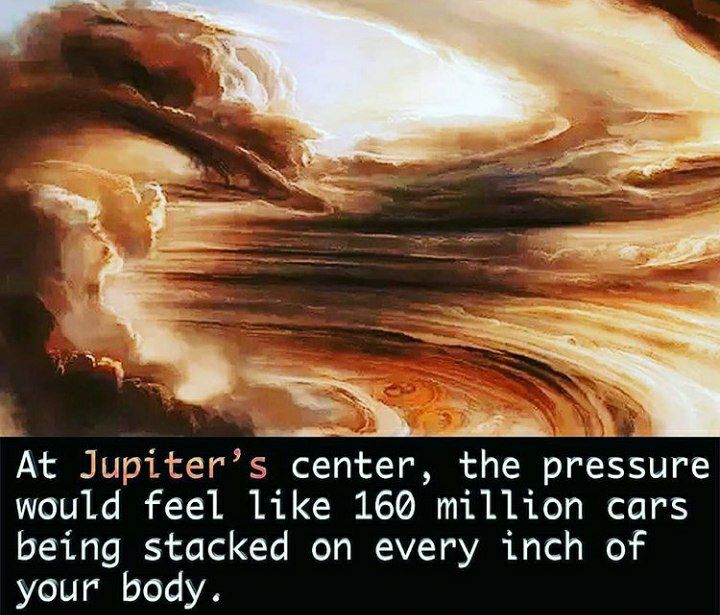 At Jupiter's center, the pressure
would feel like 160 million cars
being stacked on every inch of
your body.